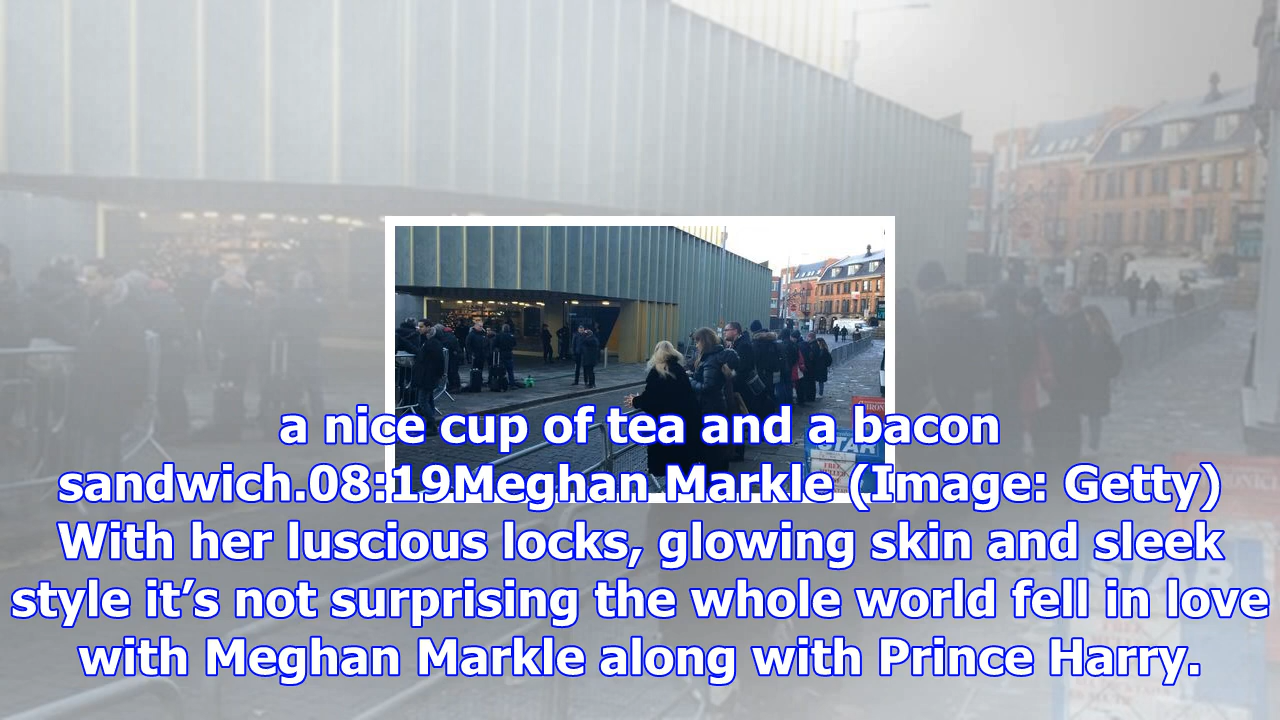 a nice cup of tea and a bacon
sandwich.08:19Meghan Markle (Image: Getty)
With her luscious locks, glowing skin and sleek
style it’s not surprising the whole world fell in love
with Meghan Markle along with Prince Harry.
STAR